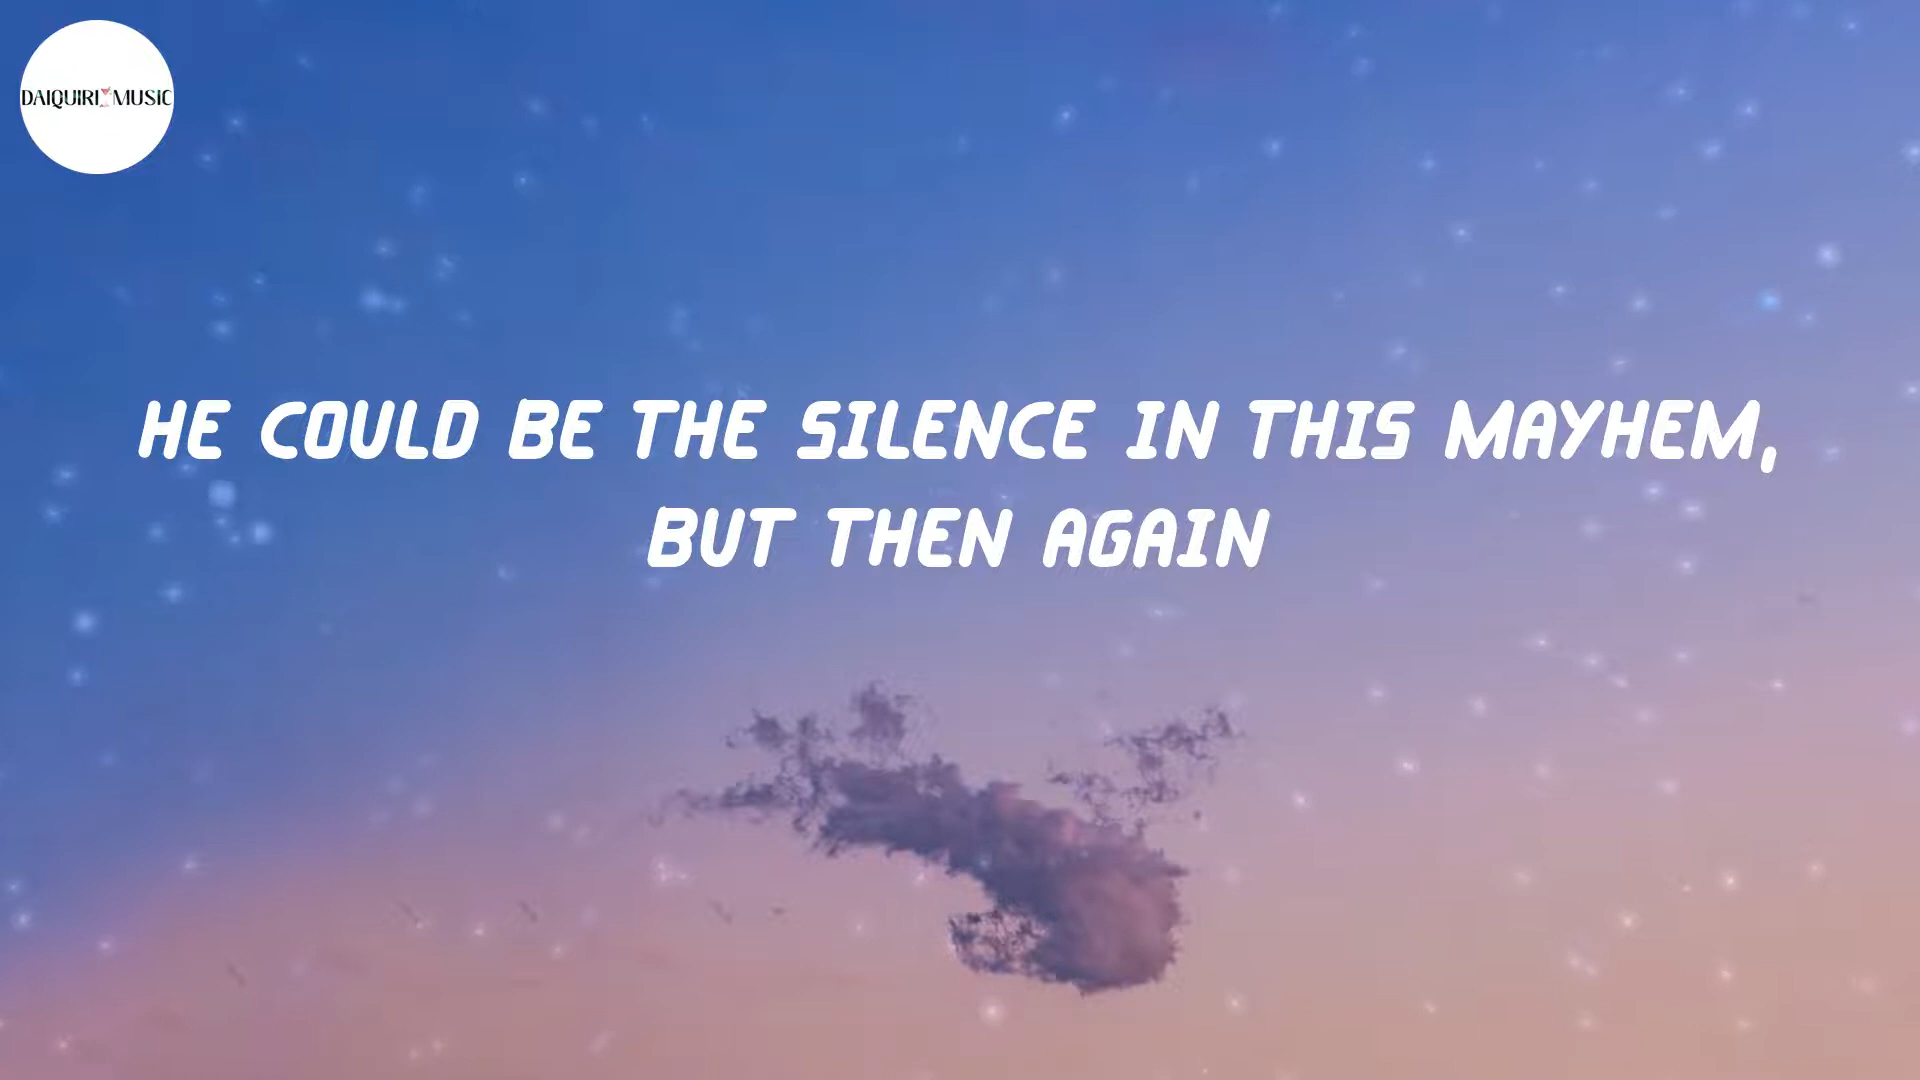 DAIQUIRI MUSIC
HE COULD BE THE SILENCE IN THIS MAYHEM,
BUT THEN AGAIN